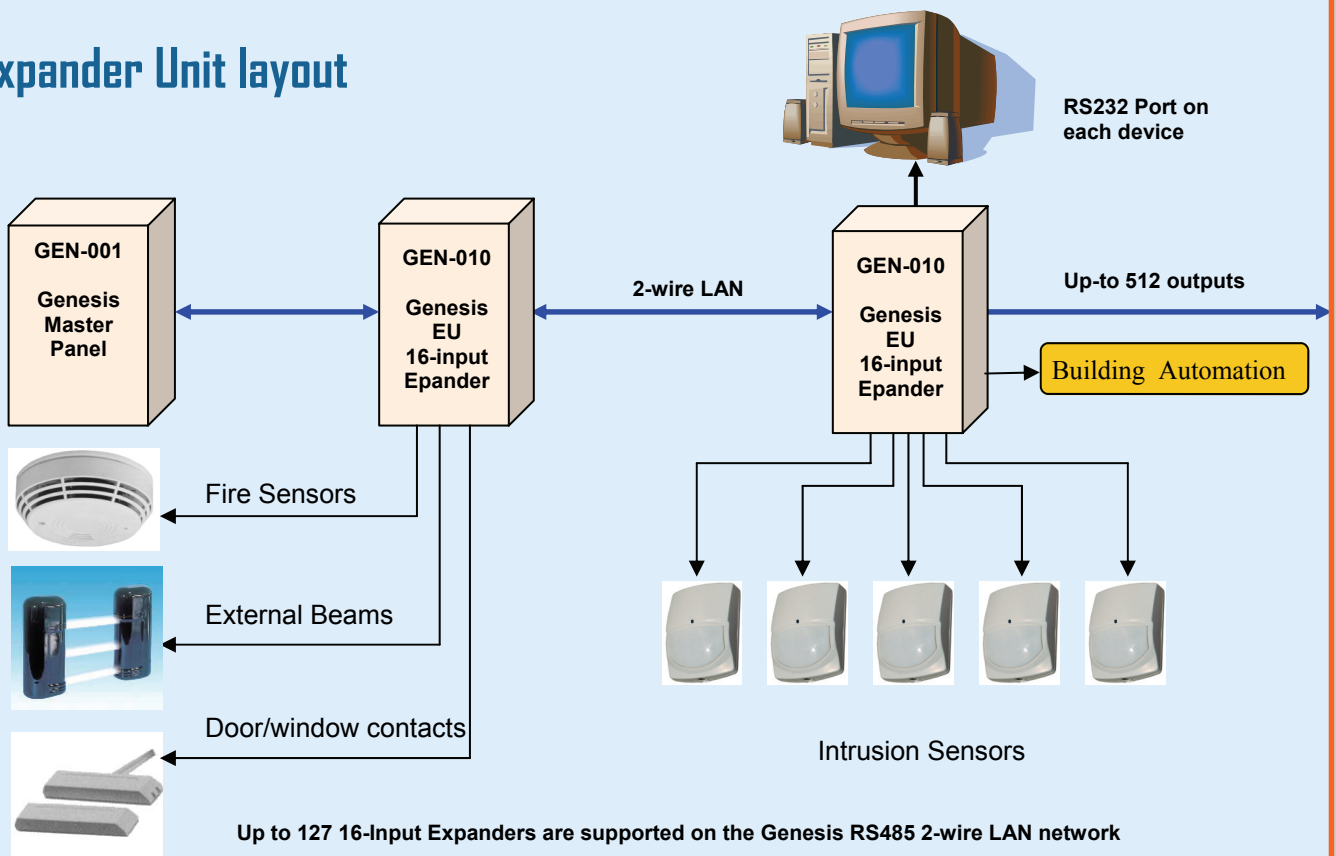 xpander Unit layout
RS232 Port on
each device
GEN-001
Genesis
Master
Panel
GEN-010
Genesis
EU
16-input
Epander
2-wire LAN
GEN-010
Genesis
EU
16-input
Epander
Up-to 512 outputs
Building Automation
Fire Sensors
External Beams
Door/window contacts
Intrusion Sensors
Up to 127 16-Input Expanders are supported on the Genesis RS485 2-wire LAN network